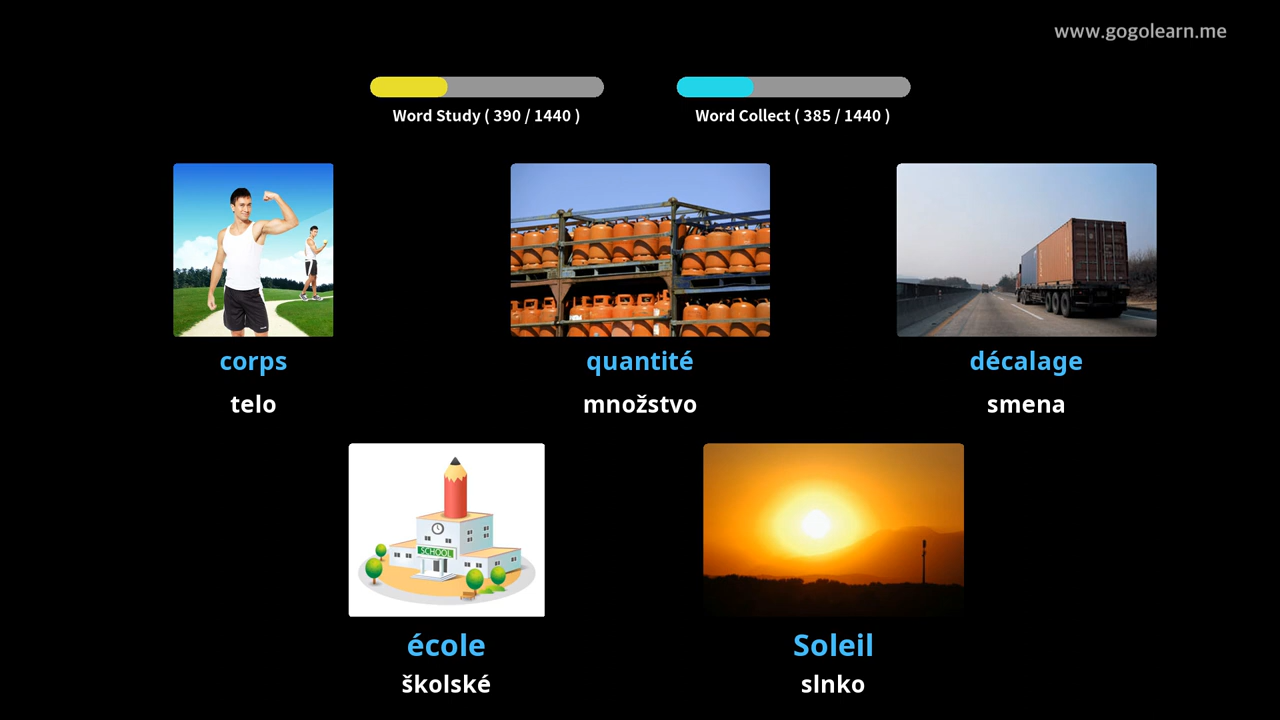 www.gogolearn.me
Word Study ( 390 / 1440 )
Word Collect ( 385 / 1440 )
corps
quantité
décalage
telo
množstvo
smena
SCHOOL
école
Soleil
školské
slnko